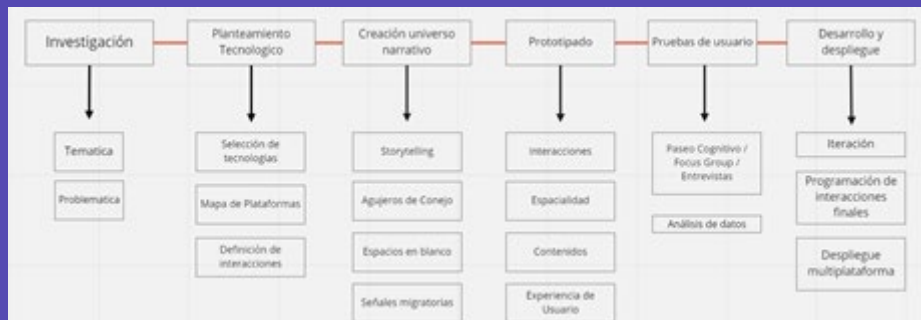 Investigación
Planteamiento
Tecnologico
Creación universo
narrativo
Prototipado
Pruebas de usuario
Desarrollo y
despliegue
Tematica
Problematica
Selección de
tecnologías
Mapa de Plataformas
Definición de
interacciones
Storytelling
Agujeros de Conejo
Espacios en blanco
Señales migratorias
Interacciones
Espacialidad
Contenidos
Experiencia de
Usuario
Paseo Cognitivo /
Focus Group /
Entrevistas
Análisis de datos
Iteración
Programación de
interacciones
finales
Despliegue
multiplataforma